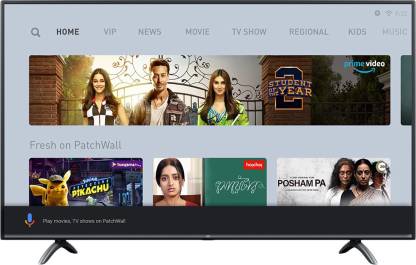 HOME VIP NEWS MOVIE TV SHOW REGIONAL KIDS MUSIC
prime video
STUDENT
OF THE YEAR
2
Fresh on PatchWall
hungama
PIKACHU
hoichoi
POSHAM PA
Play movies, TV shows on PatchWall